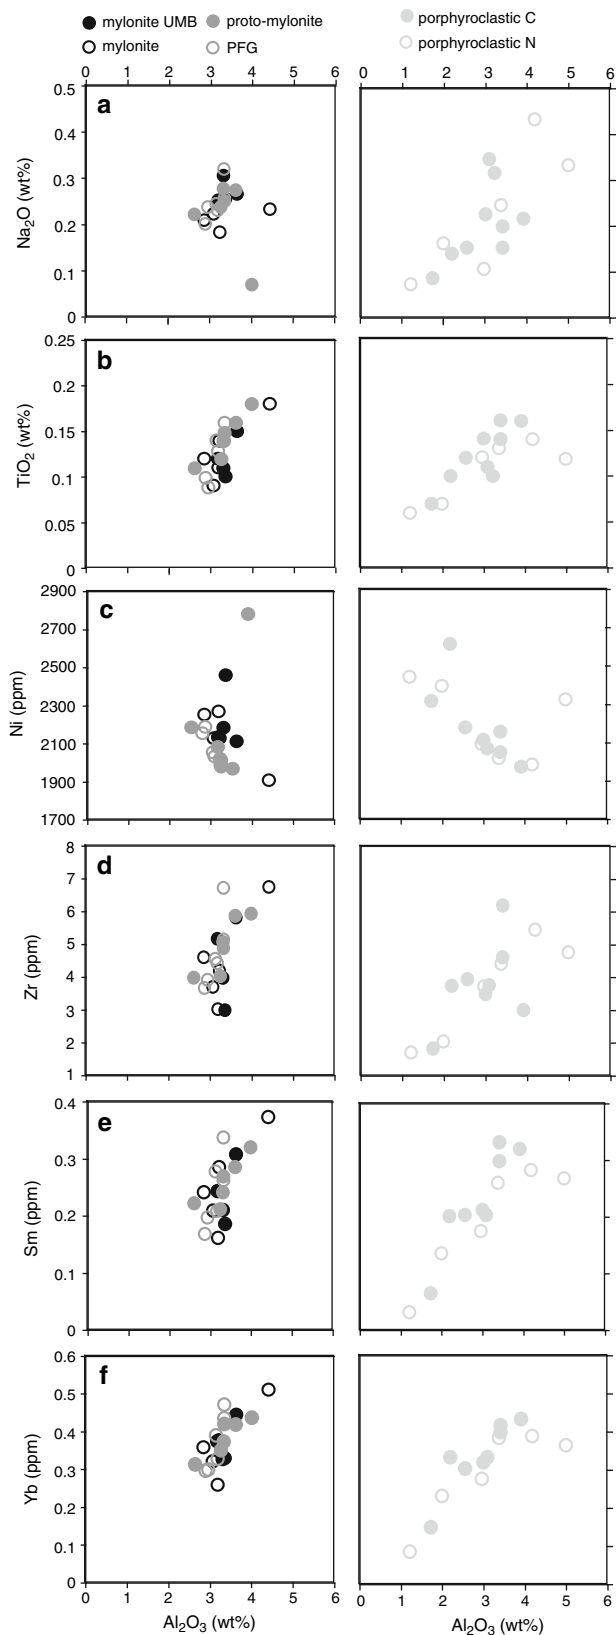 mylonite UMB proto-mylonite porphyroclastic C
mylonite PFG porphyroclastic N
0 1 2 3 4 5 6 0 1 2 3 4 5 6
a
0.5
0.4
0.3
0.2
0.1
0
Na₂O (wt%)
b
0.25
0.2
0.15
0.1
0.05
0
TiO₂ (wt%)
c
2900
2700
2500
2300
2100
1900
1700
Ni (ppm)
d
8
7
6
5
4
3
2
1
Zr (ppm)
e
0.4
0.3
0.2
0.1
0
Sm (ppm)
f
0.6
0.5
0.4
0.3
0.2
0.1
0
Yb (ppm)
0 1 2 3 4 5 6 0 1 2 3 4 5 6
Al₂O₃ (wt%) Al₂O₃ (wt%)